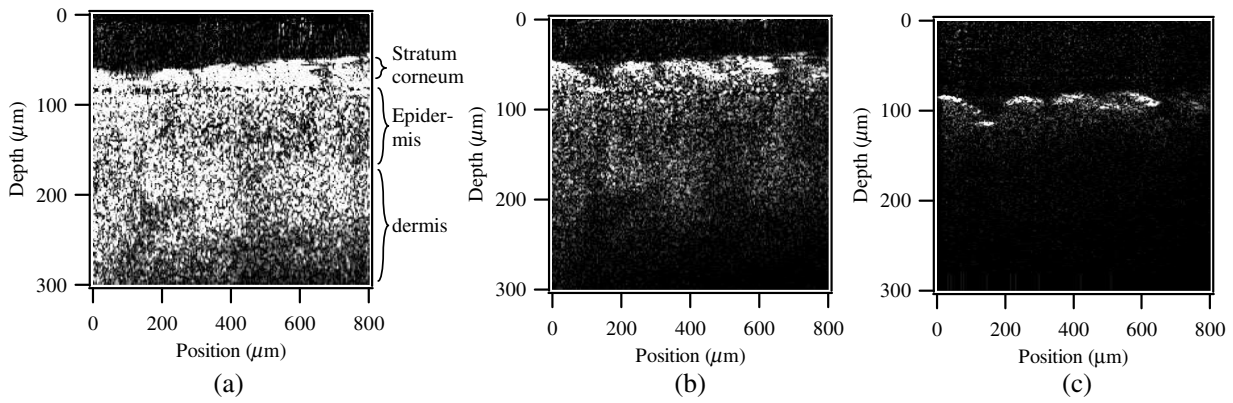 0
100
200
300
Depth (μm)
0 200 400 600 800
Position (μm)
(a)
Stratum
corneum
Epider-
mis
dermis
0
100
200
300
Depth (μm)
0 200 400 600 800
Position (μm)
(b)
0
100
200
300
Depth (μm)
0 200 400 600 800
Position (μm)
(c)